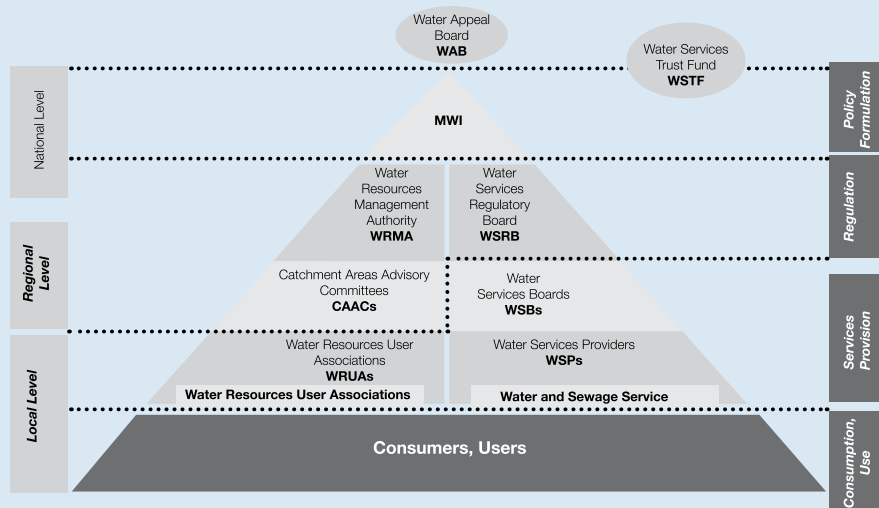 Water Appeal
Board
WAB
Water Services
Trust Fund
WSTF
National Level
Policy
Formulation
MWI
Water
Resources
Management
Authority
WRMA
Water
Services
Regulatory
Board
WSRB
Regulation
Regional
Level
Catchment Areas Advisory
Committees
CAACs
Water
Services Boards
WSBs
Services
Provision
Local Level
Water Resources User
Associations
WRUAs
Water Services Providers
WSPs
Water Resources User Associations
Water and Sewage Service
Consumers, Users
Consumption,
Use